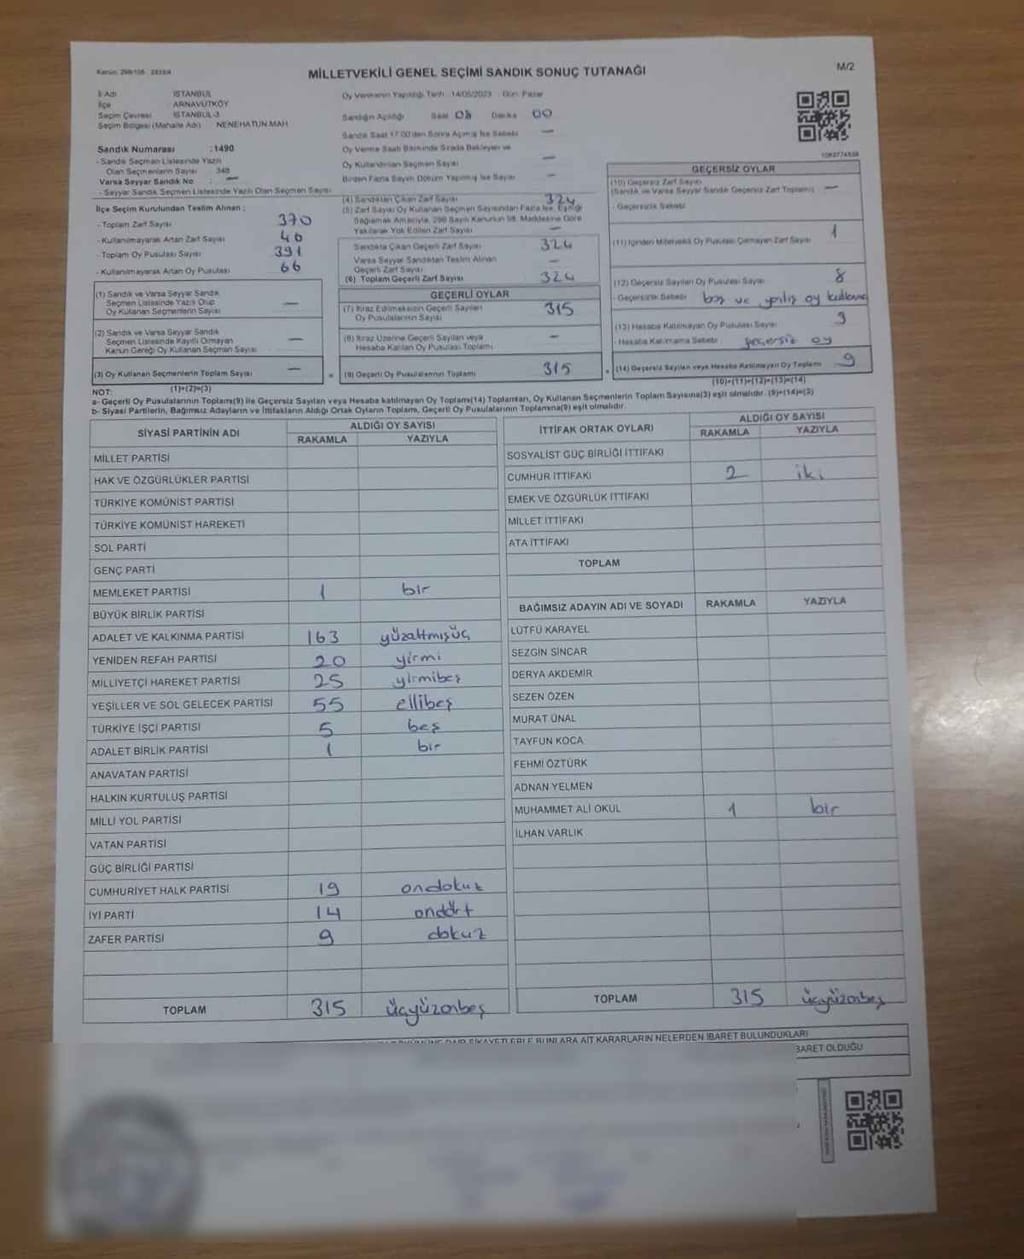 Kanun: 298/105
MİLLETVEKİLİ GENEL SEÇİMİ SANDIK SONUÇ TUTANAĞI
M/2
İl Adı : İSTANBUL
İlçe : ARNAVUTKÖY
Seçim Çevresi : İSTANBUL-3
Seçim Bölgesi (Mahalle Adı) : NENEHATUN MAH.
Sandık Numarası : 1490
- Sandık Seçmen Listesinde Yazılı
Olan Seçmenlerin Sayısı : 348
Varsa Seyyar Sandık No : —
- Seyyar Sandık Seçmen Listesinde Yazılı Olan Seçmen Sayısı
İlçe Seçim Kurulundan Teslim Alınan :
- Toplam Zarf Sayısı 370
- Kullanılmayarak Artan Zarf Sayısı 46
- Toplam Oy Pusulası Sayısı 391
- Kullanılmayarak Artan Oy Pusulası 66
(1) Sandık ve Varsa Seyyar Sandık
Seçmen Listesinde Yazılı Olup
Oy Kullanan Seçmenlerin Sayısı —
(2) Sandık ve Varsa Seyyar Sandık
Seçmen Listesinde Kayıtlı Olmayan
Kanun Gereği Oy Kullanan Seçmen Sayısı —
(3) Oy Kullanan Seçmenlerin Toplam Sayısı —
(1)+(2)=(3)
Oy Vermenin Yapıldığı Tarih : 14/05/2023 - Gün: Pazar
Sandığın Açıldığı Saat 08 Dakika 00
Sandık Saat 17.00'den Sonra Açılmış İse Sebebi —
Oy Verme Saati Bitiminde Sırada Bekleyen ve
Oy Kullandırılan Seçmen Sayısı —
Birden Fazla Sayım Döküm Yapılmış İse Sayısı —
(4) Sandıktan Çıkan Zarf Sayısı 324
(5) Zarf Sayısı Oy Kullanan Seçmen Sayısından Fazla İse, Eşitliği
Sağlamak Amacıyla, 298 Sayılı Kanunun 98. Maddesine Göre
Yakılarak Yok Edilen Zarf Sayısı —
Sandıkta Çıkan Geçerli Zarf Sayısı 324
Varsa Seyyar Sandıktan Teslim Alınan
Geçerli Zarf Sayısı —
(6) Toplam Geçerli Zarf Sayısı 324
GEÇERLİ OYLAR
(7) İtiraz Edilmeksizin Geçerli Sayılan
Oy Pusulalarının Sayısı 315
(8) İtiraz Üzerine Geçerli Sayılan veya
Hesaba Katılan Oy Pusulası Toplamı —
(9) Geçerli Oy Pusulalarının Toplamı 315
GEÇERSİZ OYLAR
(10) Geçersiz Zarf Sayısı
(Sandık ve Varsa Seyyar Sandık Geçersiz Zarf Toplamı) —
- Geçersizlik Sebebi
(11) İçinden Milletvekili Oy Pusulası Çıkmayan Zarf Sayısı 1
(12) Geçersiz Sayılan Oy Pusulası Sayısı 8
- Geçersizlik Sebebi boş ve yanlış oy kullanma
(13) Hesaba Katılmayan Oy Pusulası Sayısı
- Hesaba Katılmama Sebebi geçersiz oy
(14) Geçersiz Sayılan veya Hesaba Katılmayan Oy Toplamı 9
(10)+(11)+(12)+(13)=(14)
NOT:
a- Geçerli Oy Pusulaları Toplamı(9) ile Geçersiz Sayılan veya Hesaba katılmayan Oy Toplamı(14) Toplamları, Oy Kullanan Seçmenlerin Toplam Sayısına(3) eşit olmalıdır. (9)+(14)=(3)
b- Siyasi Partilerin, Bağımsız Adayların ve İttifakların Aldığı Ortak Oyların Toplamı, Geçerli Oy Pusulalarının Toplamına(9) eşit olmalıdır.
SİYASİ PARTİNİN ADI ALDIĞI OY SAYISI
RAKAMLA YAZIYLA
MİLLET PARTİSİ
HAK VE ÖZGÜRLÜKLER PARTİSİ
TÜRKİYE KOMÜNİST PARTİSİ
TÜRKİYE KOMÜNİST HAREKETİ
SOL PARTİ
GENÇ PARTİ
MEMLEKET PARTİSİ 1 bir
BÜYÜK BİRLİK PARTİSİ
ADALET VE KALKINMA PARTİSİ 163 yüzaltmışüç
YENİDEN REFAH PARTİSİ 20 yirmi
MİLLİYETÇİ HAREKET PARTİSİ 25 yirmibeş
YEŞİLLER VE SOL GELECEK PARTİSİ 55 ellibeş
TÜRKİYE İŞÇİ PARTİSİ 5 beş
ADALET BİRLİK PARTİSİ 1 bir
ANAVATAN PARTİSİ
HALKIN KURTULUŞ PARTİSİ
MİLLİ YOL PARTİSİ
VATAN PARTİSİ
GÜÇ BİRLİĞİ PARTİSİ
CUMHURİYET HALK PARTİSİ 19 ondokuz
İYİ PARTİ 14 ondört
ZAFER PARTİSİ 9 dokuz
TOPLAM 315 üçyüzonbeş
İTTİFAK ORTAK OYLARI ALDIĞI OY SAYISI
RAKAMLA YAZIYLA
SOSYALİST GÜÇ BİRLİĞİ İTTİFAKI
CUMHUR İTTİFAKI 2 iki
EMEK VE ÖZGÜRLÜK İTTİFAKI
MİLLET İTTİFAKI
ATA İTTİFAKI
TOPLAM
BAĞIMSIZ ADAYIN ADI VE SOYADI RAKAMLA YAZIYLA
LÜTFÜ KARAYEL
SEZGİN SİNCAR
DERYA AKDEMİR
SEZEN ÖZEN
MURAT ÜNAL
TAYFUN KOCA
FEHMİ ÖZTÜRK
ADNAN YELMEN
MUHAMMET ALİ OKUL 1 bir
İLHAN VARLIK
TOPLAM 315 üçyüzonbeş
ŞİKAYETLERLE BUNLARA AİT KARARLARIN NELERDEN İBARET BULUNDUKLARI
İBARET OLDUĞU